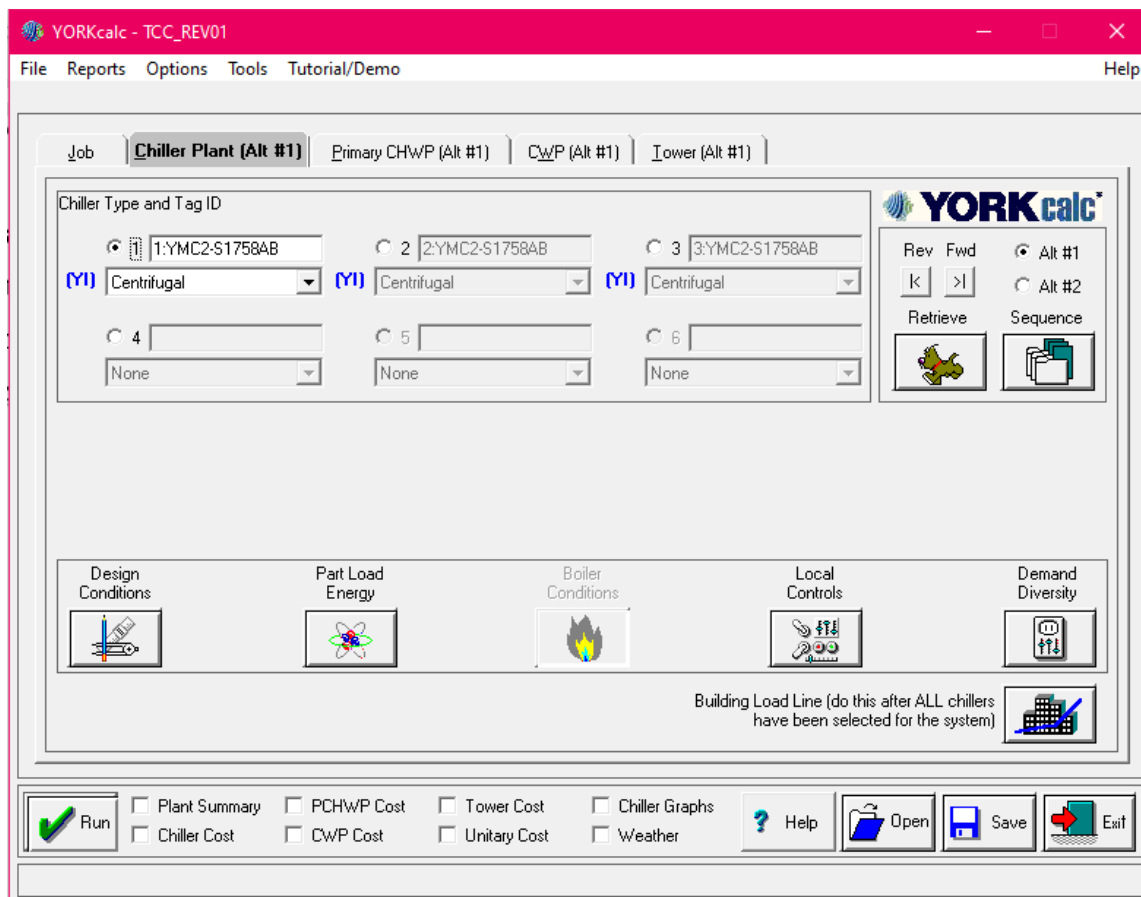 YORKcalc - TCC_REV01
File Reports Options Tools Tutorial/Demo Help
Job Chiller Plant (Alt #1) Primary CHWP (Alt #1) CWP (Alt #1) Tower (Alt #1)
Chiller Type and Tag ID
1 1:YMC2-S1758AB 2 2:YMC2-S1758AB 3 3:YMC2-S1758AB
(YI) Centrifugal (YI) Centrifugal (YI) Centrifugal
4 5 6
None None None
YORKcalc
Rev Fwd Alt #1
|< >| Alt #2
Retrieve Sequence
Design Conditions
Part Load Energy
Boiler Conditions
Local Controls
Demand Diversity
Building Load Line (do this after ALL chillers
have been selected for the system)
Run
Plant Summary PCHWP Cost Tower Cost Chiller Graphs
Chiller Cost CWP Cost Unitary Cost Weather
? Help Open Save Exit